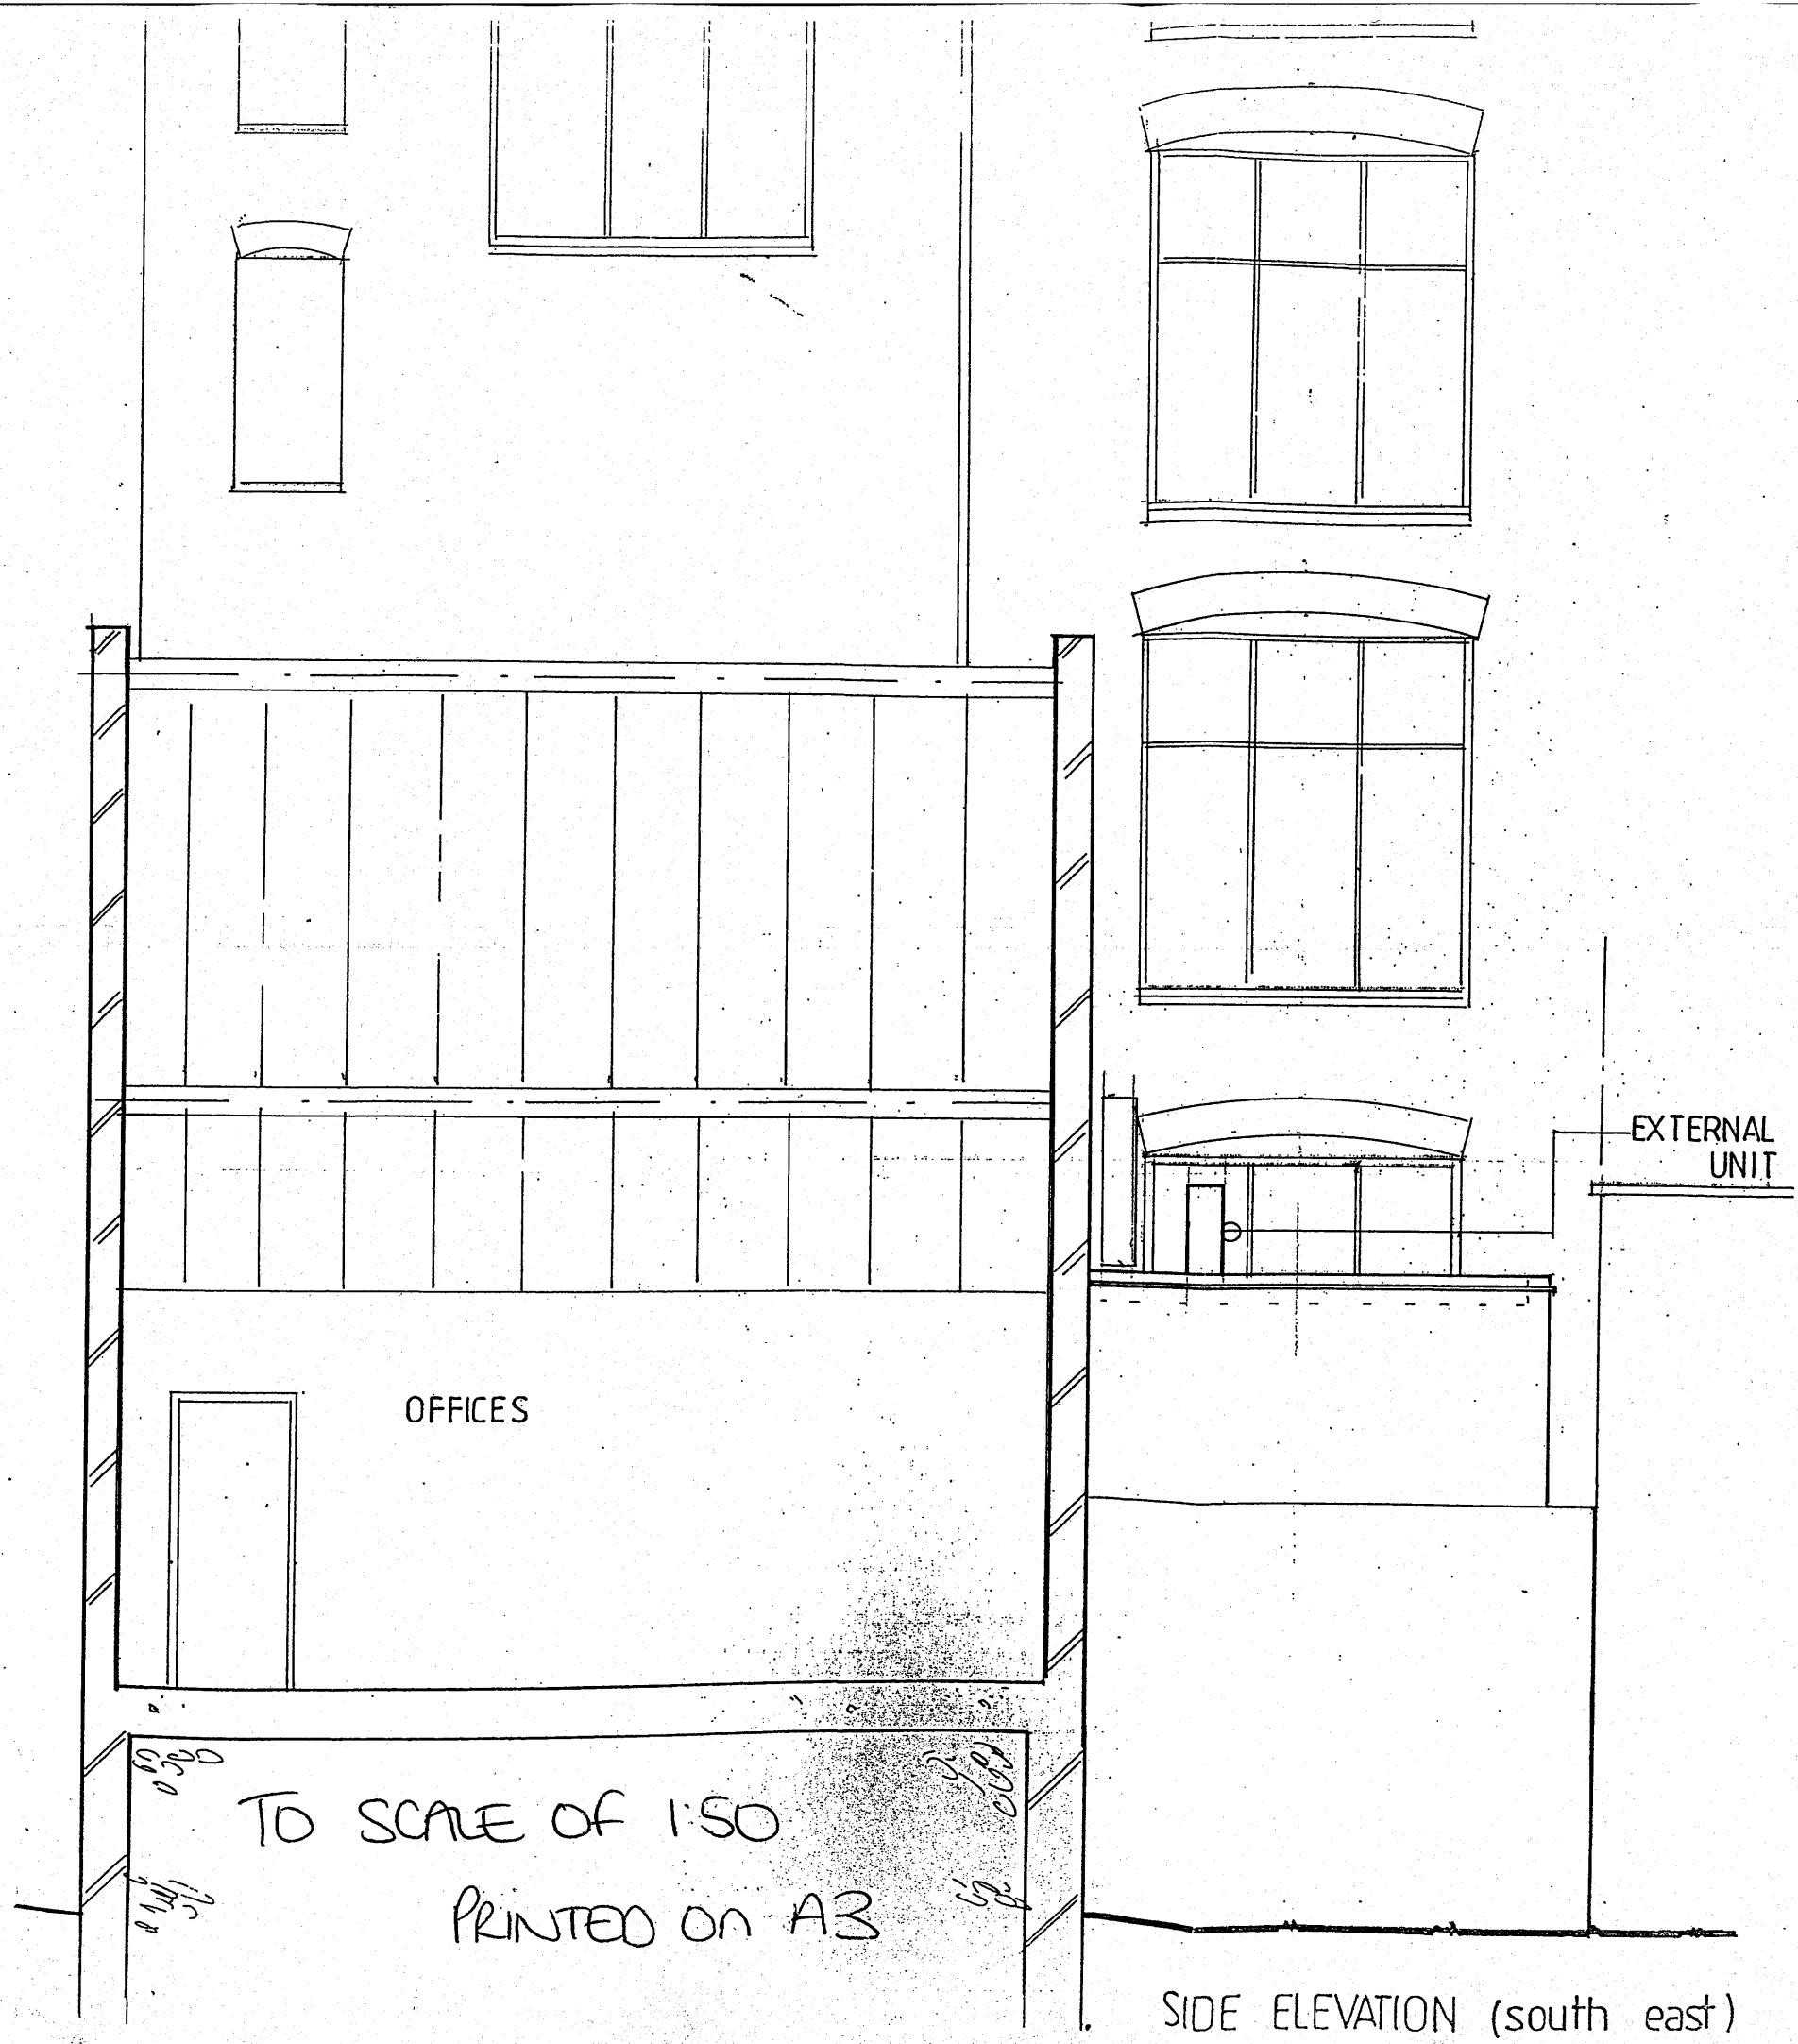 EXTERNAL
UNIT
OFFICES
TO SCALE OF 1:50
PRINTED On A3
SIDE ELEVATION (south east)